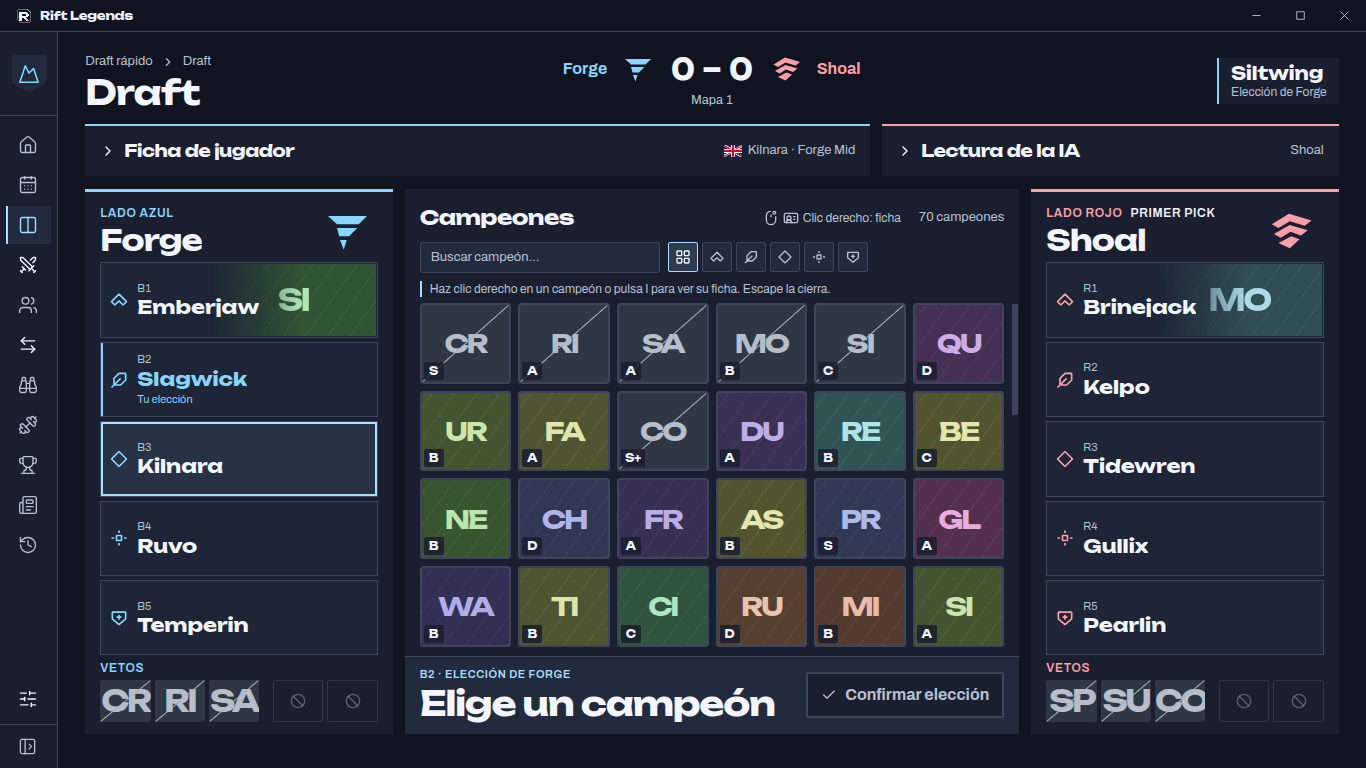 Rift Legends
Draft rápido > Draft
Draft
Forge 0 – 0 Shoal
Mapa 1
Siltwing
Elección de Forge
Ficha de jugador
Kilnara · Forge Mid
Lectura de la IA
Shoal
LADO AZUL
Forge
B1
Emberjaw
SI
B2
Slagwick
Tu elección
B3
Kilnara
B4
Ruvo
B5
Temperin
VETOS
CR RI SA
Campeones
Clic derecho: ficha
70 campeones
Buscar campeón...
Haz clic derecho en un campeón o pulsa I para ver su ficha. Escape la cierra.
CR RI SA MO SI QU
S A A B C D
UR FA CO DU RE BE
B A S+ A B C
NE CH FR AS PR GL
B D A B S A
WA TI CI RU MI SI
B B C D B A
B2 · ELECCIÓN DE FORGE
Elige un campeón
Confirmar elección
LADO ROJO PRIMER PICK
Shoal
R1
Brinejack
MO
R2
Kelpo
R3
Tidewren
R4
Gullix
R5
Pearlin
VETOS
SP SU CO